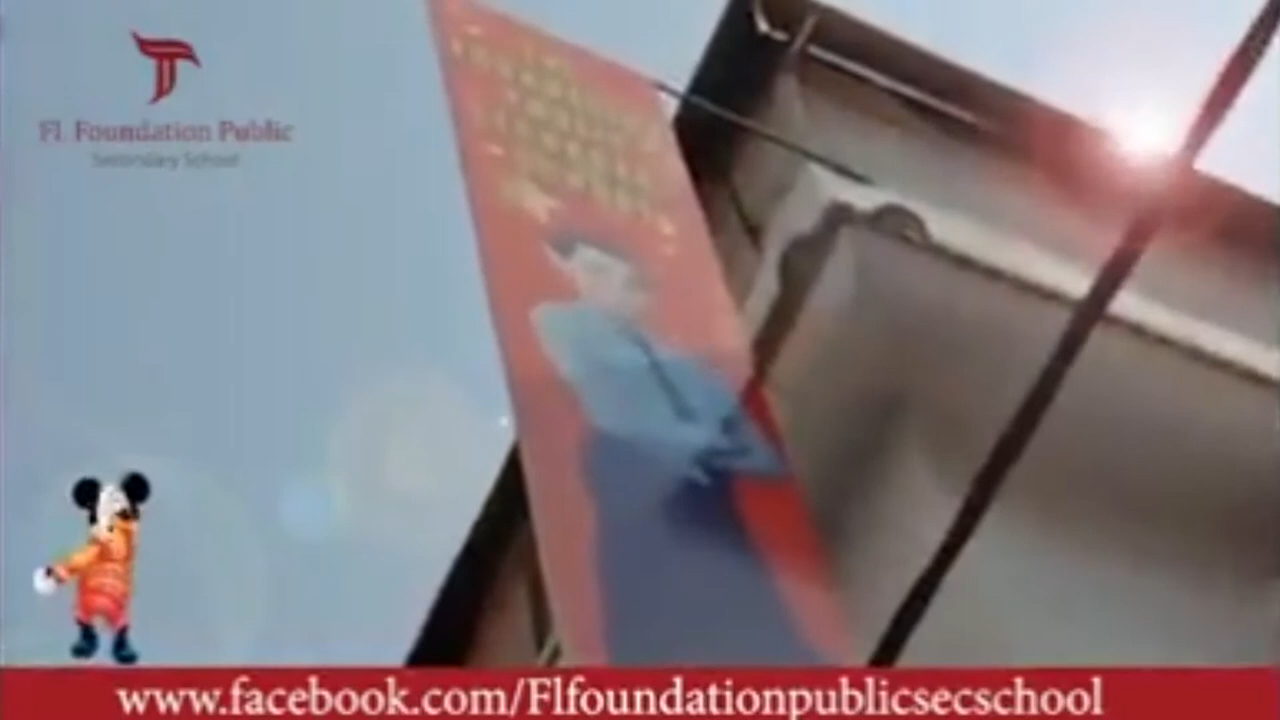 Fl. Foundation Public
Secondary School
www.facebook.com/Flfoundationpublicsecschool